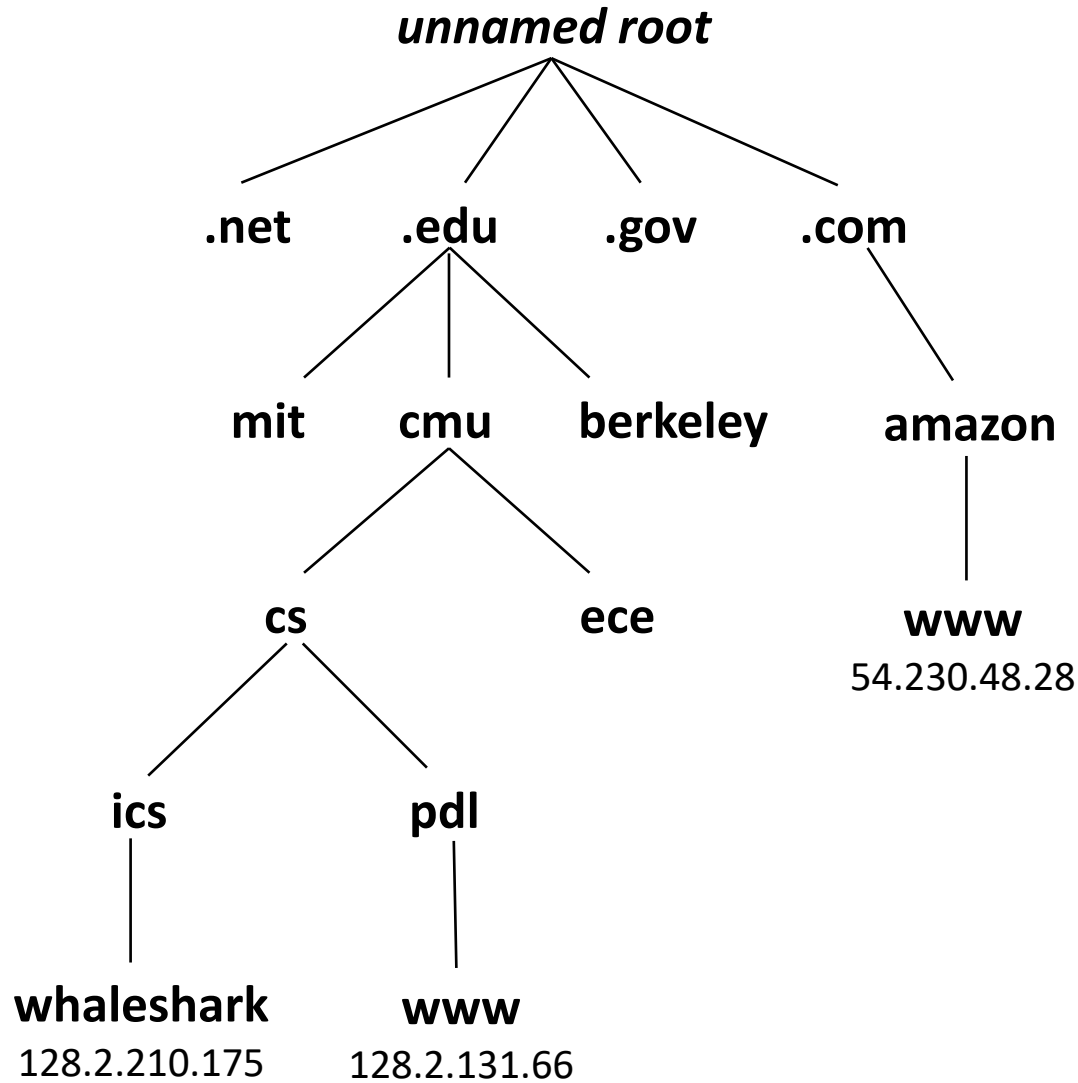 unnamed root
.net .edu .gov .com
mit cmu berkeley amazon
cs ece www
54.230.48.28
ics pdl
whaleshark www
128.2.210.175 128.2.131.66